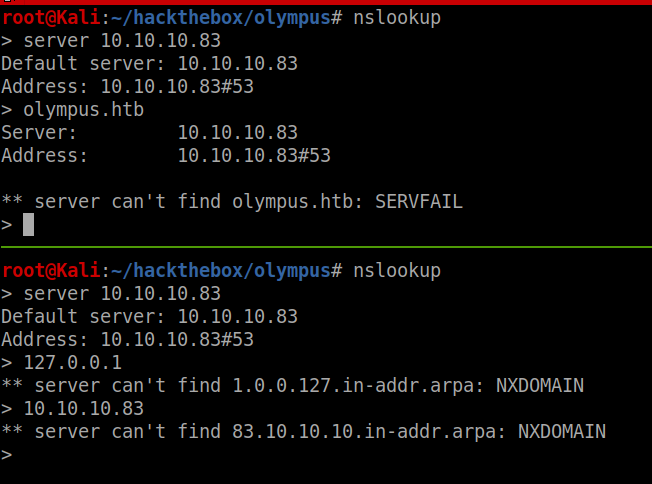 root@Kali:~/hackthebox/olympus# nslookup
> server 10.10.10.83
Default server: 10.10.10.83
Address: 10.10.10.83#53
> olympus.htb
Server:         10.10.10.83
Address:        10.10.10.83#53

** server can't find olympus.htb: SERVFAIL
>
root@Kali:~/hackthebox/olympus# nslookup
> server 10.10.10.83
Default server: 10.10.10.83
Address: 10.10.10.83#53
> 127.0.0.1
** server can't find 1.0.0.127.in-addr.arpa: NXDOMAIN
> 10.10.10.83
** server can't find 83.10.10.10.in-addr.arpa: NXDOMAIN
>